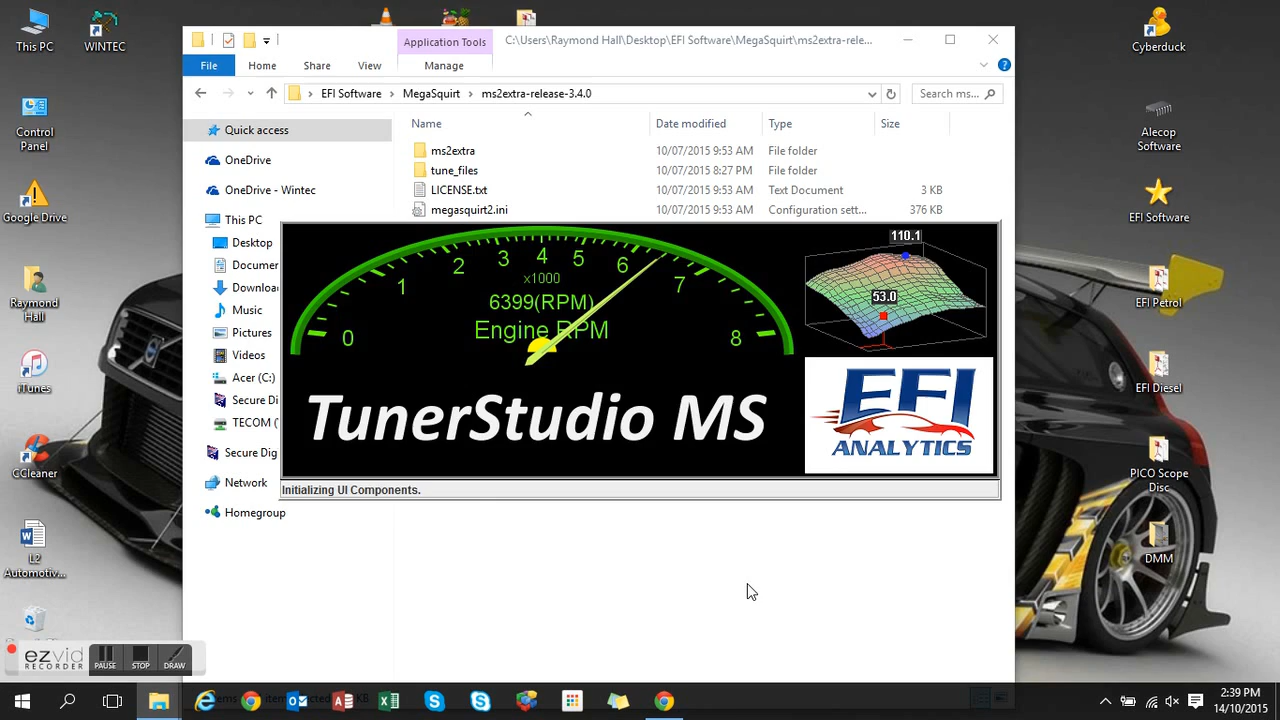 This PC
WINTEC
Control
Panel
Google Drive
Raymond
Hall
iTunes
CCleaner
L2
Automotiv...
Application Tools
C:\Users\Raymond Hall\Desktop\EFI Software\MegaSquirt\ms2extra-rele...
File
Home
Share
View
Manage
EFI Software
MegaSquirt
ms2extra-release-3.4.0
Search ms...
Name
Date modified
Type
Size
ms2extra
10/07/2015 9:53 AM
File folder
tune_files
10/07/2015 8:27 PM
File folder
LICENSE.txt
10/07/2015 9:53 AM
Text Document
3 KB
megasquirt2.ini
10/07/2015 9:53 AM
Configuration sett...
376 KB
Quick access
OneDrive
OneDrive - Wintec
This PC
Desktop
Documer
Downloa
Music
Pictures
Videos
Acer (C:)
Secure Di
TECOM (
Secure Dig
Network
Homegroup
0
1
2
3
4
5
6
7
8
x1000
6399(RPM)
Engine RPM
TunerStudio MS
110.1
53.0
EFI
ANALYTICS
Initializing UI Components.
Cyberduck
Alecop
Software
EFI Software
EFI Petrol
EFI Diesel
PICO Scope
Disc
DMM
ezvid
RECORDER
PAUSE
STOP
DRAW
2:39 PM
14/10/2015